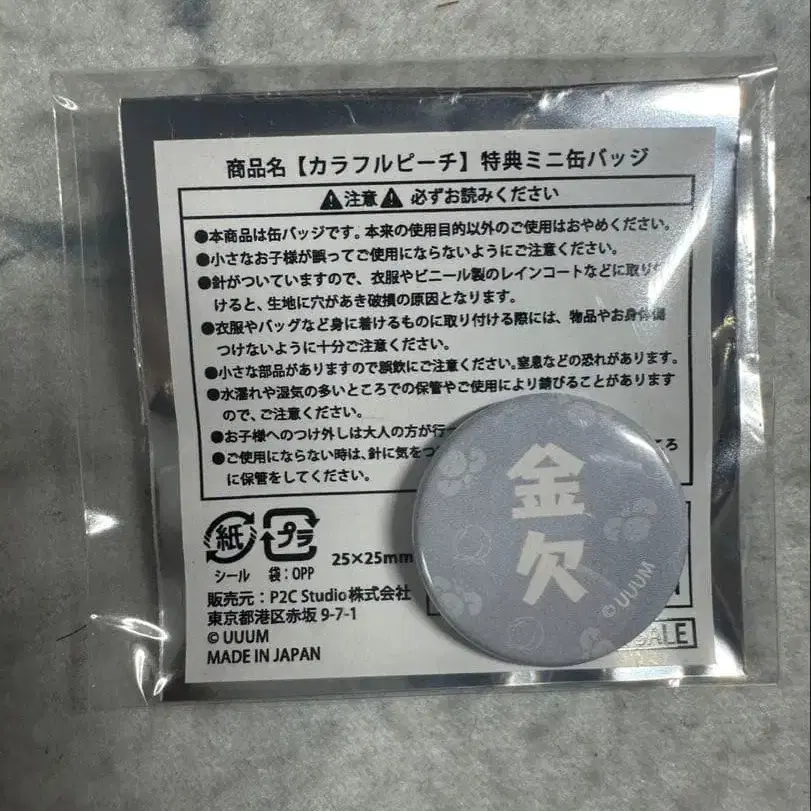 商品名【カラフルピーチ】特典ミニ缶バッジ
注意 必ずお読みください
●本商品は缶バッジです。本来の使用目的以外のご使用はおやめください。
●小さなお子様が誤ってご使用にならないようにご注意ください。
●針がついていますので、衣服やビニール製のレインコートなどに取り付
けると、生地に穴があき破損の原因となります。
●衣服やバッグなど身に着けるものに取り付ける際には、物品やお身体傷
つけないように十分ご注意ください。
●小さな部品がありますので誤飲にご注意ください。窒息などの恐れがあります。
●水濡れや湿気の多いところでの保管やご使用により錆びることがあります
ので、ご注意ください。
●お子様へのつけ外しは大人の方が行っ
●ご使用にならない時は、針に気をつ ころ
に保管をしてください。
紙 プラ
シール 袋:OPP 25×25mm
販売元:P2C Studio株式会社
東京都港区赤坂9-7-1
© UUUM
MADE IN JAPAN
SALE
金欠
© UUUM